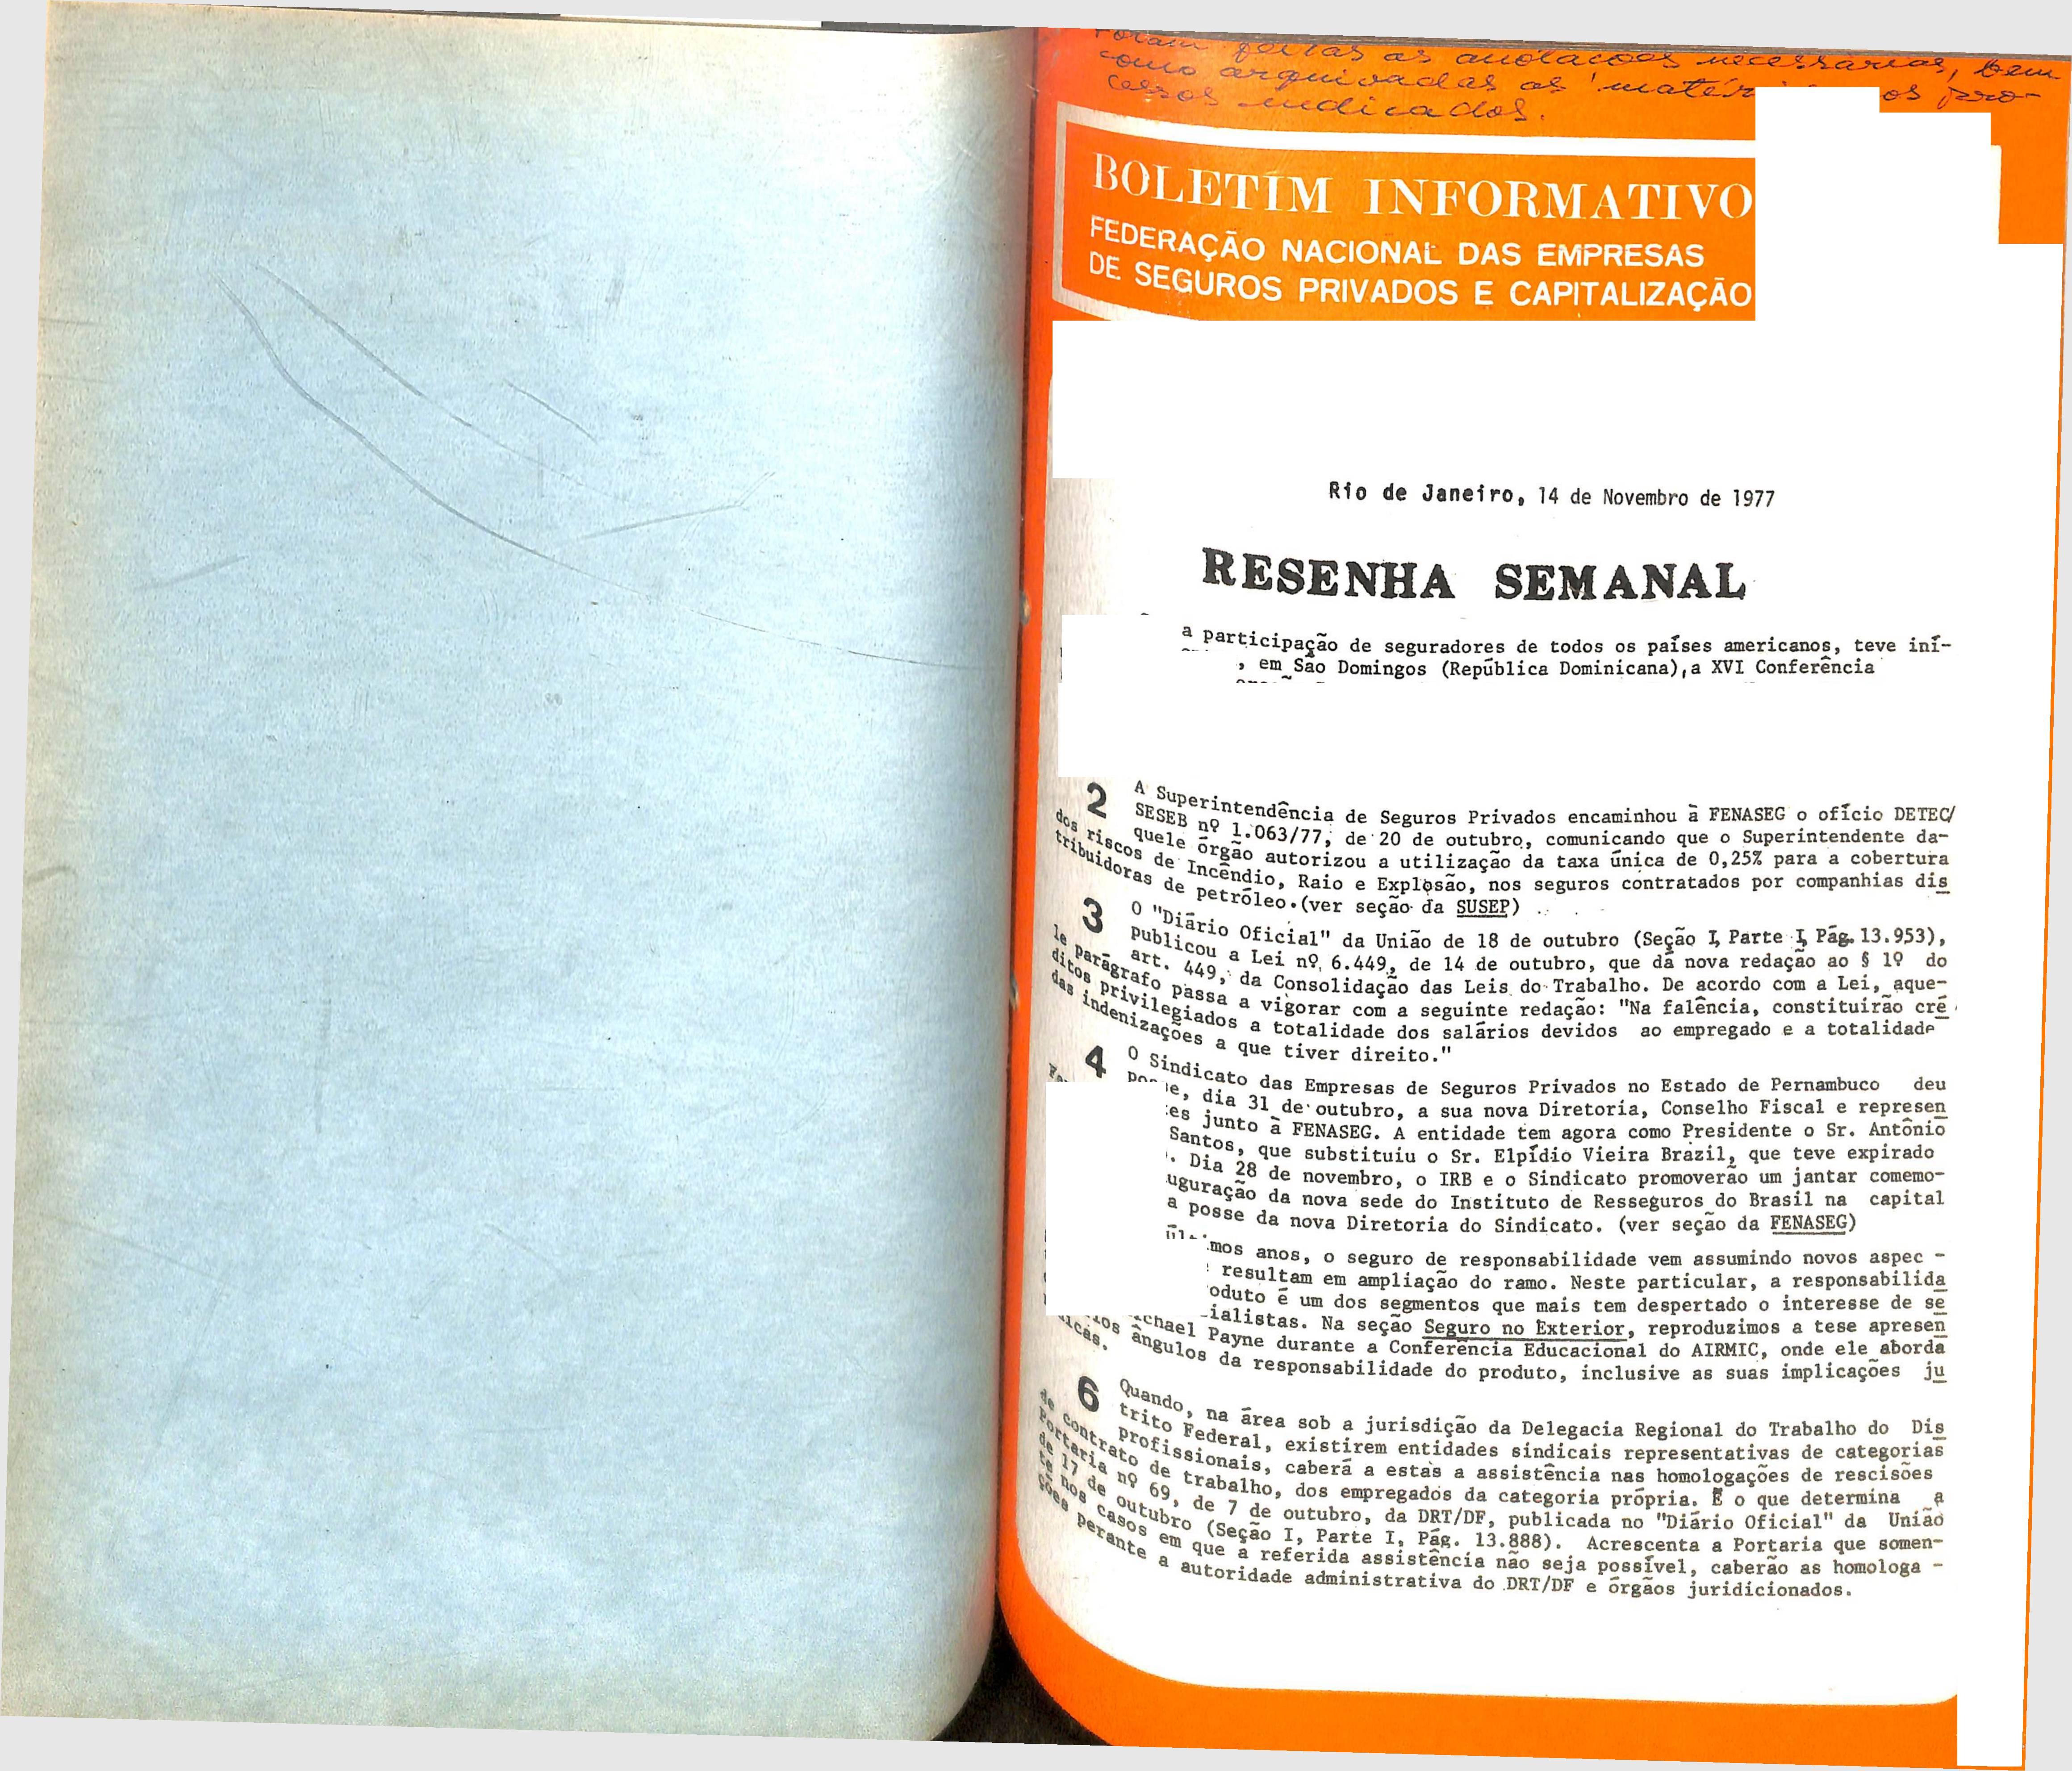 Foram feitas as anotações necessárias, bem
como arquivadas as os pro-
cessos indicados.
BOLETIM INFORMATIVO
FEDERAÇÃO NACIONAL DAS EMPRESAS
DE SEGUROS PRIVADOS E CAPITALIZAÇÃO
Rio de Janeiro, 14 de Novembro de 1977
RESENHA SEMANAL
a participação de seguradores de todos os países americanos, teve iní-
, em São Domingos (República Dominicana), a XVI Conferência
2 A Superintendência de Seguros Privados encaminhou à FENASEG o ofício DETEC/
SESEB nº 1.063/77, de 20 de outubro, comunicando que o Superintendente da-
quele órgão autorizou a utilização da taxa única de 0,25% para a cobertura
dos riscos de Incêndio, Raio e Explosão, nos seguros contratados por companhias dis
tribuidoras de petróleo.(ver seção da SUSEP)
3 O "Diário Oficial" da União de 18 de outubro (Seção I, Parte I, Pág. 13.953),
publicou a Lei nº 6.449, de 14 de outubro, que dá nova redação ao § 1º do
art. 449, da Consolidação das Leis do Trabalho. De acordo com a Lei, aque-
le parágrafo passa a vigorar com a seguinte redação: "Na falência, constituirão cré
ditos privilegiados a totalidade dos salários devidos ao empregado e a totalidade
das indenizações a que tiver direito."
4 O Sindicato das Empresas de Seguros Privados no Estado de Pernambuco deu
e, dia 31 de outubro, a sua nova Diretoria, Conselho Fiscal e represen
es junto à FENASEG. A entidade tem agora como Presidente o Sr. Antônio
Santos, que substituiu o Sr. Elpídio Vieira Brazil, que teve expirado
. Dia 28 de novembro, o IRB e o Sindicato promoverão um jantar comemo-
uguração da nova sede do Instituto de Resseguros do Brasil na capital
a posse da nova Diretoria do Sindicato. (ver seção da FENASEG)
mos anos, o seguro de responsabilidade vem assumindo novos aspec -
resultam em ampliação do ramo. Neste particular, a responsabilida
oduto é um dos segmentos que mais tem despertado o interesse de se
ialistas. Na seção Seguro no Exterior, reproduzimos a tese apresen
ichael Payne durante a Conferência Educacional do AIRMIC, onde ele aborda
os ângulos da responsabilidade do produto, inclusive as suas implicações ju
icas.
6 Quando, na área sob a jurisdição da Delegacia Regional do Trabalho do Dis
trito Federal, existirem entidades sindicais representativas de categorias
profissionais, caberá a estas a assistência nas homologações de rescisões
de contrato de trabalho, dos empregados da categoria própria. É o que determina a
Portaria nº 69, de 7 de outubro, da DRT/DF, publicada no "Diário Oficial" da União
de 17 de outubro (Seção I, Parte I, Pág. 13.888). Acrescenta a Portaria que somen-
te nos casos em que a referida assistência não seja possível, caberão as homologa -
ções perante a autoridade administrativa do DRT/DF e órgãos juridicionados.